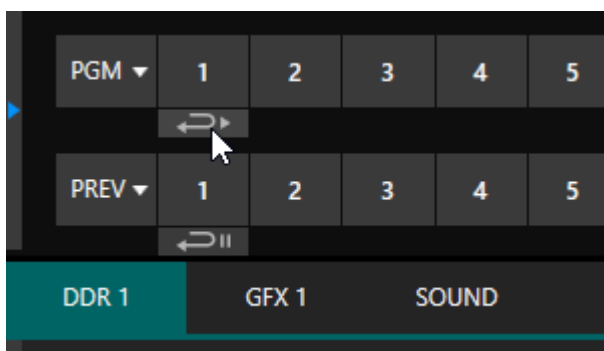 PGM 1 2 3 4 5
PREV 1 2 3 4 5
DDR 1 GFX 1 SOUND